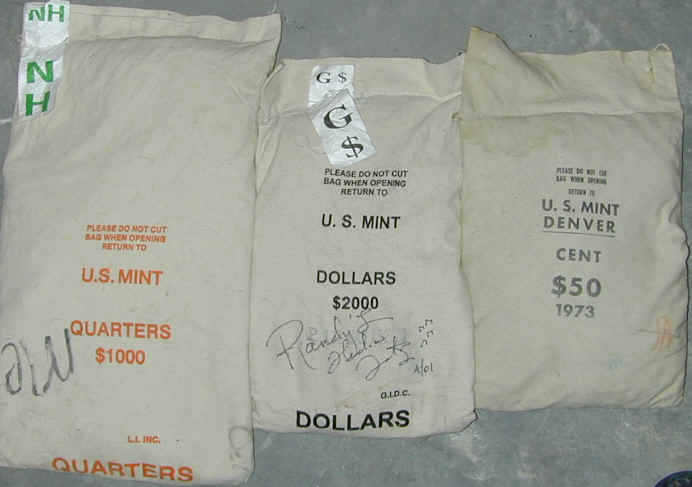 NH
N
H
PLEASE DO NOT CUT
BAG WHEN OPENING
RETURN TO
U.S. MINT
QUARTERS
$1000
L.I. INC.
QUARTERS
G $
G
$
PLEASE DO NOT CUT
BAG WHEN OPENING
RETURN TO
U. S. MINT
DOLLARS
$2000
Randy's
G.I.D.C.
DOLLARS
PLEASE DO NOT CUT
BAG WHEN OPENING
RETURN TO
U. S. MINT
DENVER
CENT
$50
1973